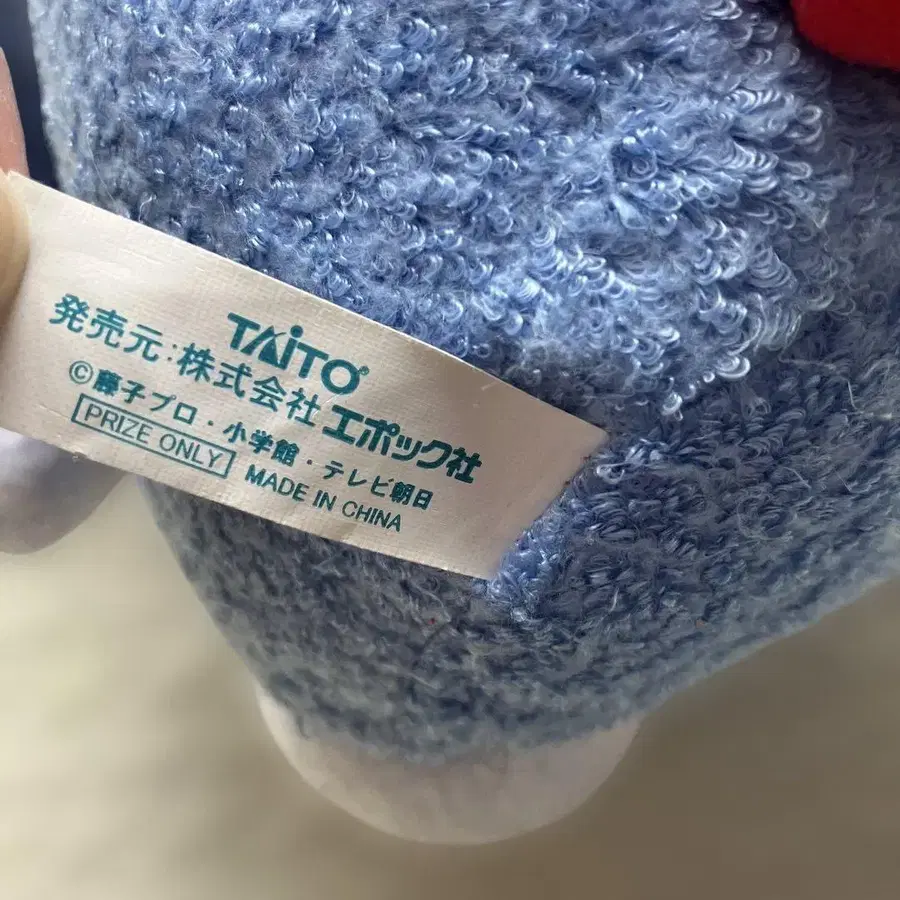 TAiTO®
発売元:株式会社エポック社
©藤子プロ・小学館・テレビ朝日
PRIZE ONLY MADE IN CHINA